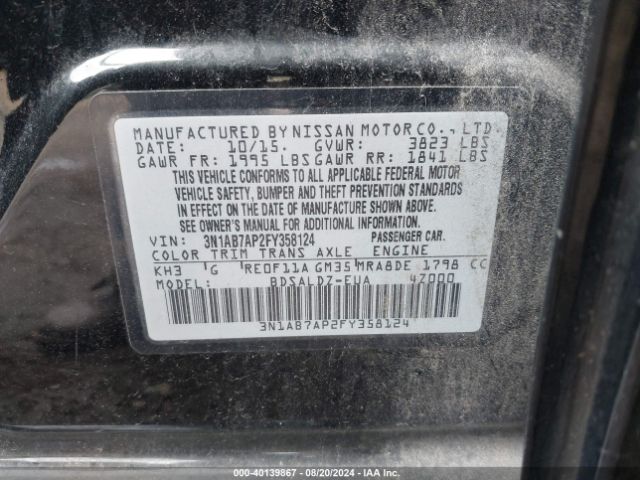 MANUFACTURED BY NISSAN MOTOR CO., LTD
DATE: 10/15. GVWR: 3823 LBS
GAWR FR: 1995 LBS GAWR RR: 1841 LBS
THIS VEHICLE CONFORMS TO ALL APPLICABLE FEDERAL MOTOR
VEHICLE SAFETY, BUMPER AND THEFT PREVENTION STANDARDS
IN EFFECT ON THE DATE OF MANUFACTURE SHOWN ABOVE.
SEE OWNER'S MANUAL FOR ADDITIONAL INFORMATION.
VIN: 3N1AB7AP2FY358124 PASSENGER CAR.
COLOR TRIM TRANS AXLE ENGINE
KH3 G RE0F11A GM35 MRA8DE 1798 CC
MODEL: BDSALDZ-EUA 4Z000
3N1AB7AP2FY358124
000-40139867 - 08/20/2024 - IAA Inc.